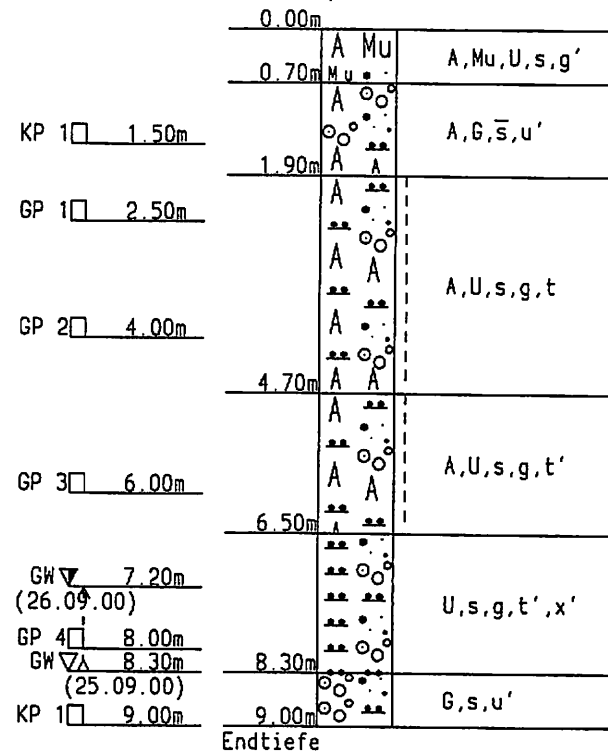 0.00m
A Mu
Mu
A,Mu,U,s,g′
0.70m
A
KP 1 1.50m
A,G,s̅,u′
A A
1.90m
A
GP 1 2.50m
A A
A,U,s,g,t
GP 2 4.00m
A
A A
4.70m
A
A,U,s,g,t′
GP 3 6.00m
A A
A
6.50m
GW 7.20m
(26.09.00)
U,s,g,t′,x′
GP 4 8.00m
GW 8.30m
8.30m
(25.09.00)
G,s,u′
KP 1 9.00m
9.00m
Endtiefe